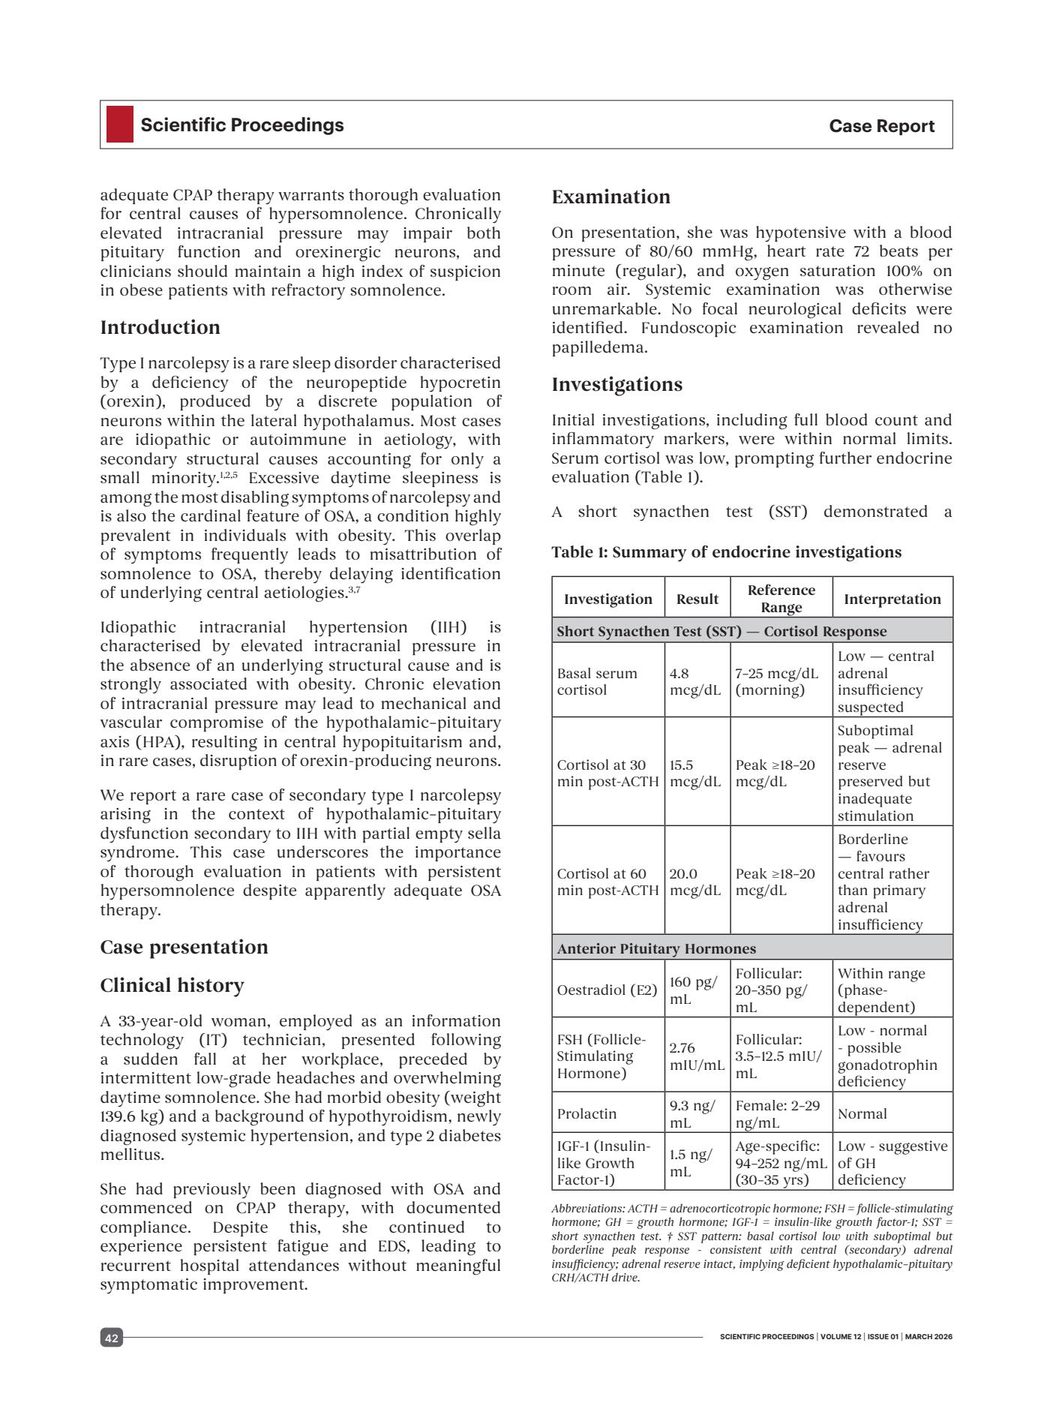 Scientific Proceedings
Case Report
adequate CPAP therapy warrants thorough evaluation
for central causes of hypersomnolence. Chronically
elevated intracranial pressure may impair both
pituitary function and orexinergic neurons, and
clinicians should maintain a high index of suspicion
in obese patients with refractory somnolence.
Introduction
Type I narcolepsy is a rare sleep disorder characterised
by a deficiency of the neuropeptide hypocretin
(orexin), produced by a discrete population of
neurons within the lateral hypothalamus. Most cases
are idiopathic or autoimmune in aetiology, with
secondary structural causes accounting for only a
small minority.1,2,5 Excessive daytime sleepiness is
among the most disabling symptoms of narcolepsy and
is also the cardinal feature of OSA, a condition highly
prevalent in individuals with obesity. This overlap
of symptoms frequently leads to misattribution of
somnolence to OSA, thereby delaying identification
of underlying central aetiologies.3,7
Idiopathic intracranial hypertension (IIH) is
characterised by elevated intracranial pressure in
the absence of an underlying structural cause and is
strongly associated with obesity. Chronic elevation
of intracranial pressure may lead to mechanical and
vascular compromise of the hypothalamic–pituitary
axis (HPA), resulting in central hypopituitarism and,
in rare cases, disruption of orexin-producing neurons.
We report a rare case of secondary type I narcolepsy
arising in the context of hypothalamic–pituitary
dysfunction secondary to IIH with partial empty sella
syndrome. This case underscores the importance
of thorough evaluation in patients with persistent
hypersomnolence despite apparently adequate OSA
therapy.
Case presentation
Clinical history
A 33-year-old woman, employed as an information
technology (IT) technician, presented following
a sudden fall at her workplace, preceded by
intermittent low-grade headaches and overwhelming
daytime somnolence. She had morbid obesity (weight
139.6 kg) and a background of hypothyroidism, newly
diagnosed systemic hypertension, and type 2 diabetes
mellitus.
She had previously been diagnosed with OSA and
commenced on CPAP therapy, with documented
compliance. Despite this, she continued to
experience persistent fatigue and EDS, leading to
recurrent hospital attendances without meaningful
symptomatic improvement.
Examination
On presentation, she was hypotensive with a blood
pressure of 80/60 mmHg, heart rate 72 beats per
minute (regular), and oxygen saturation 100% on
room air. Systemic examination was otherwise
unremarkable. No focal neurological deficits were
identified. Fundoscopic examination revealed no
papilledema.
Investigations
Initial investigations, including full blood count and
inflammatory markers, were within normal limits.
Serum cortisol was low, prompting further endocrine
evaluation (Table 1).
A short synacthen test (SST) demonstrated a
Table 1: Summary of endocrine investigations
Investigation
Result
Reference
Range
Interpretation
Short Synacthen Test (SST) — Cortisol Response
Basal serum
cortisol
4.8
mcg/dL
7–25 mcg/dL
(morning)
Low — central
adrenal
insufficiency
suspected
Cortisol at 30
min post-ACTH
15.5
mcg/dL
Peak ≥18–20
mcg/dL
Suboptimal
peak — adrenal
reserve
preserved but
inadequate
stimulation
Cortisol at 60
min post-ACTH
20.0
mcg/dL
Peak ≥18–20
mcg/dL
Borderline
— favours
central rather
than primary
adrenal
insufficiency
Anterior Pituitary Hormones
Oestradiol (E2)
160 pg/
mL
Follicular:
20–350 pg/
mL
Within range
(phase-
dependent)
FSH (Follicle-
Stimulating
Hormone)
2.76
mIU/mL
Follicular:
3.5–12.5 mIU/
mL
Low - normal
- possible
gonadotrophin
deficiency
Prolactin
9.3 ng/
mL
Female: 2–29
ng/mL
Normal
IGF-1 (Insulin-
like Growth
Factor-1)
1.5 ng/
mL
Age-specific:
94–252 ng/mL
(30–35 yrs)
Low - suggestive
of GH
deficiency
Abbreviations: ACTH = adrenocorticotropic hormone; FSH = follicle-stimulating
hormone; GH = growth hormone; IGF-1 = insulin-like growth factor-1; SST =
short synacthen test. † SST pattern: basal cortisol low with suboptimal but
borderline peak response - consistent with central (secondary) adrenal
insufficiency; adrenal reserve intact, implying deficient hypothalamic–pituitary
CRH/ACTH drive.
42
SCIENTIFIC PROCEEDINGS | VOLUME 12 | ISSUE 01 | MARCH 2026